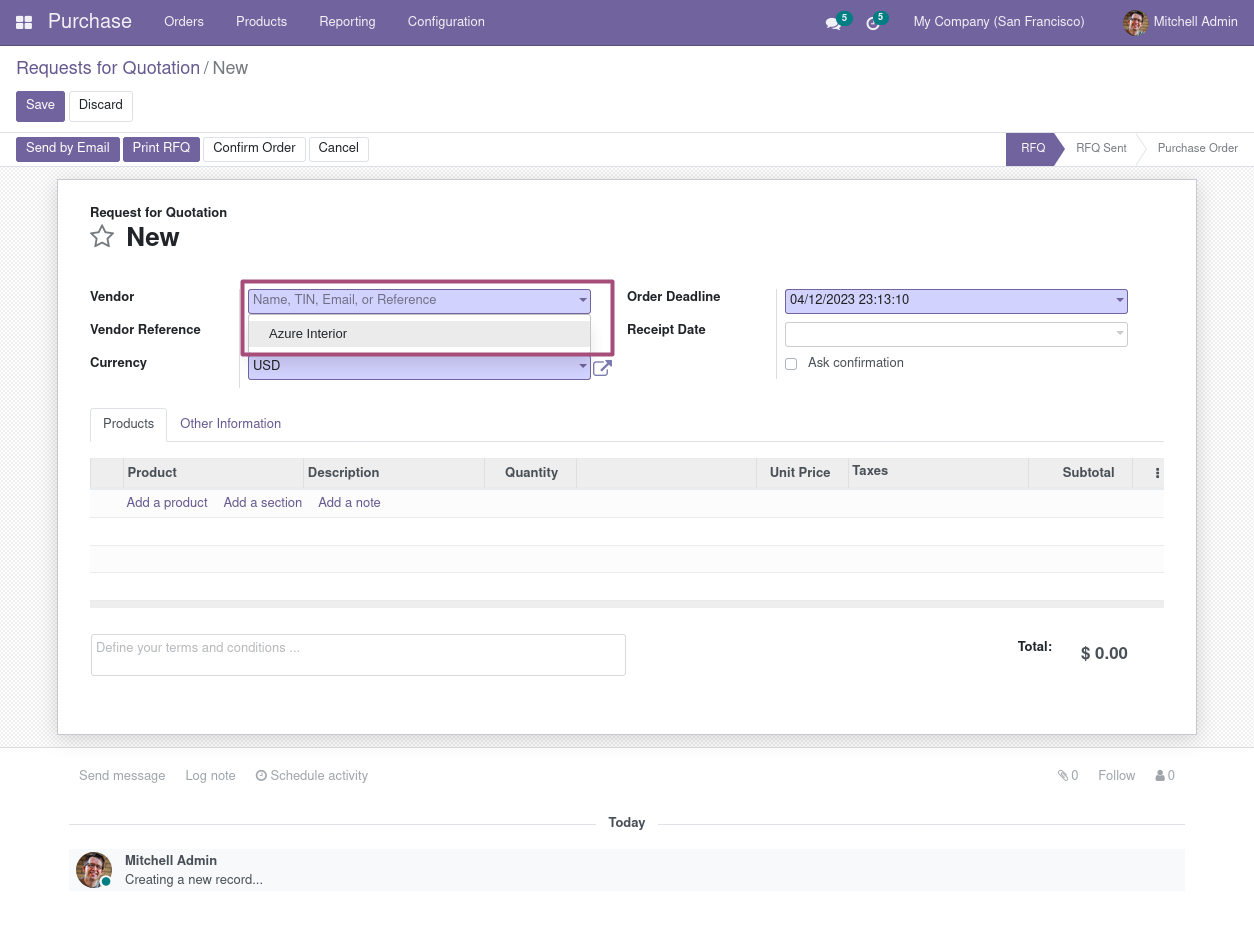 Purchase Orders Products Reporting Configuration 5 5 My Company (San Francisco) Mitchell Admin
Requests for Quotation / New
Save Discard
Send by Email Print RFQ Confirm Order Cancel RFQ RFQ Sent Purchase Order
Request for Quotation
New
Vendor Name, TIN, Email, or Reference Order Deadline 04/12/2023 23:13:10
Vendor Reference Azure Interior Receipt Date
Currency USD Ask confirmation
Products Other Information
Product Description Quantity Unit Price Taxes Subtotal
Add a product Add a section Add a note
Define your terms and conditions ... Total: $ 0.00
Send message Log note Schedule activity 0 Follow 0
Today
Mitchell Admin
Creating a new record...